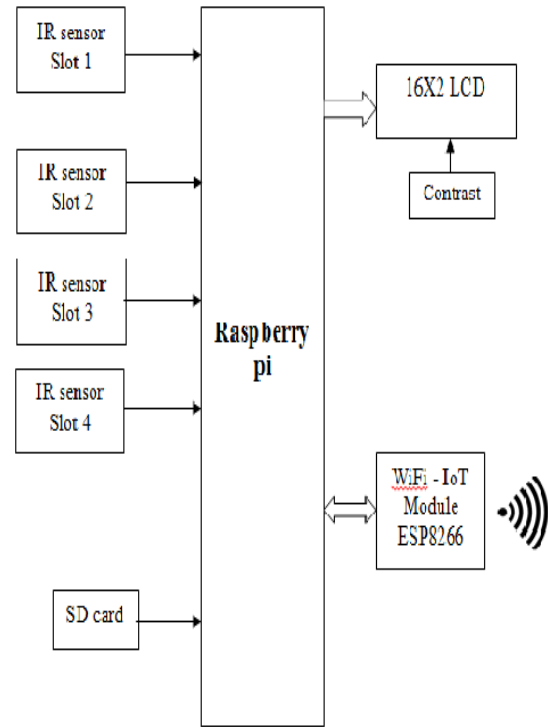 IR sensor
Slot 1
IR sensor
Slot 2
IR sensor
Slot 3
IR sensor
Slot 4
SD card
Raspberry
pi
16X2 LCD
Contrast
WiFi - IoT
Module
ESP8266